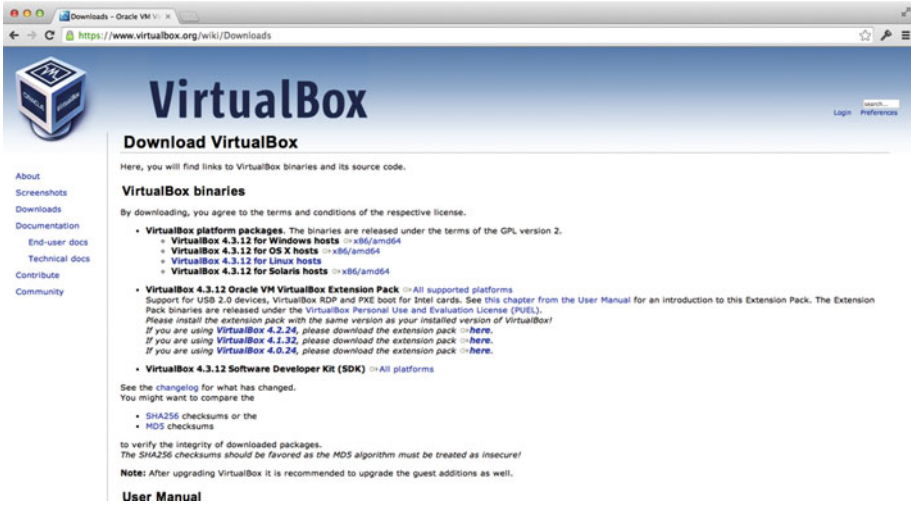 Downloads – Oracle VM Vi
https://www.virtualbox.org/wiki/Downloads
VirtualBox
search...
Login Preferences
Download VirtualBox
Here, you will find links to VirtualBox binaries and its source code.
About
Screenshots
Downloads
Documentation
End-user docs
Technical docs
Contribute
Community
VirtualBox binaries
By downloading, you agree to the terms and conditions of the respective license.
• VirtualBox platform packages. The binaries are released under the terms of the GPL version 2.
VirtualBox 4.3.12 for Windows hosts x86/amd64
VirtualBox 4.3.12 for OS X hosts x86/amd64
VirtualBox 4.3.12 for Linux hosts
VirtualBox 4.3.12 for Solaris hosts x86/amd64
• VirtualBox 4.3.12 Oracle VM VirtualBox Extension Pack All supported platforms
Support for USB 2.0 devices, VirtualBox RDP and PXE boot for Intel cards. See this chapter from the User Manual for an introduction to this Extension Pack. The Extension
Pack binaries are released under the VirtualBox Personal Use and Evaluation License (PUEL).
Please install the extension pack with the same version as your installed version of VirtualBox!
If you are using VirtualBox 4.2.24, please download the extension pack here.
If you are using VirtualBox 4.1.32, please download the extension pack here.
If you are using VirtualBox 4.0.24, please download the extension pack here.
• VirtualBox 4.3.12 Software Developer Kit (SDK) All platforms
See the changelog for what has changed.
You might want to compare the
• SHA256 checksums or the
• MD5 checksums
to verify the integrity of downloaded packages.
The SHA256 checksums should be favored as the MD5 algorithm must be treated as insecure!
Note: After upgrading VirtualBox it is recommended to upgrade the guest additions as well.
User Manual